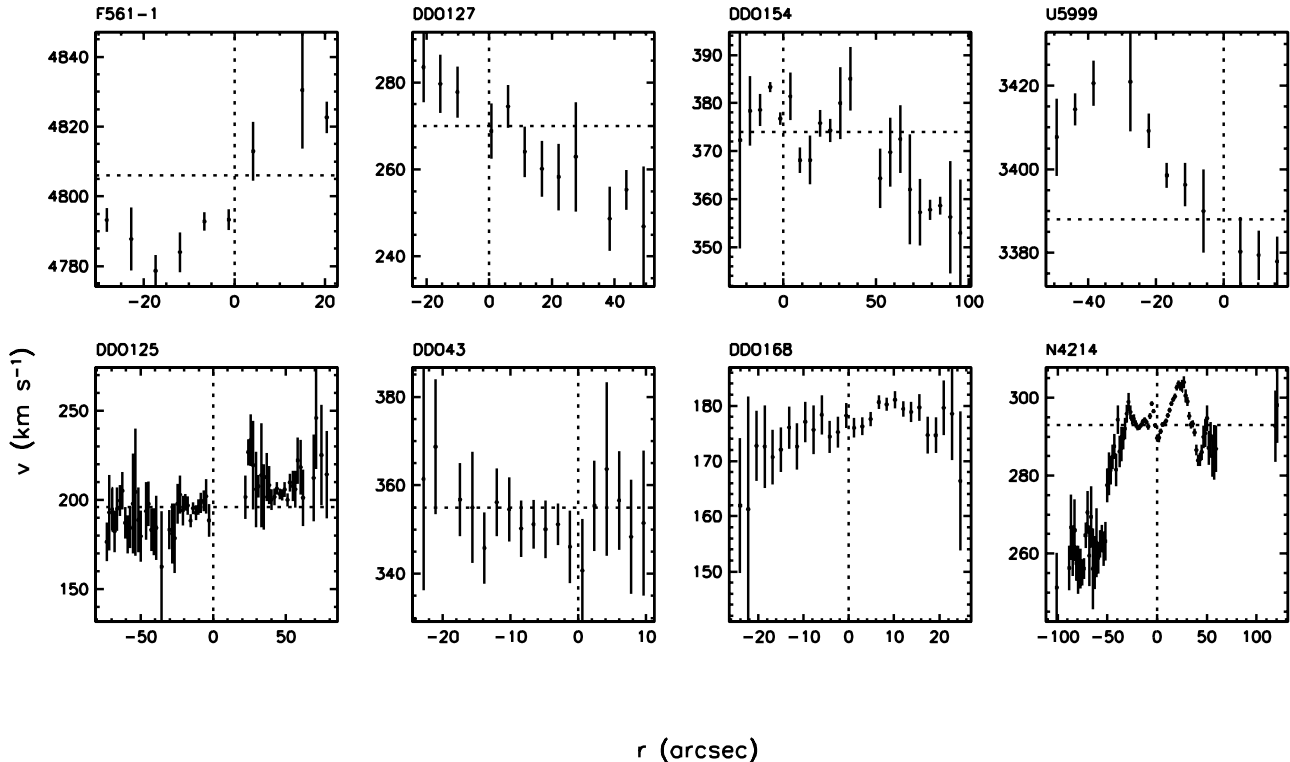 F561-1 DDO127 DDO154 U5999
4840 4820 4800 4780
280 260 240
390 380 370 360 350
3420 3400 3380
-20 0 20
-20 0 20 40
0 50 100
-40 -20 0
DDO125 DDO43 DDO168 N4214
250 200 150
380 360 340
180 170 160 150
300 280 260
-50 0 50
-20 -10 0 10
-20 -10 0 10 20
-100 -50 0 50 100
v (km s⁻¹)
r (arcsec)